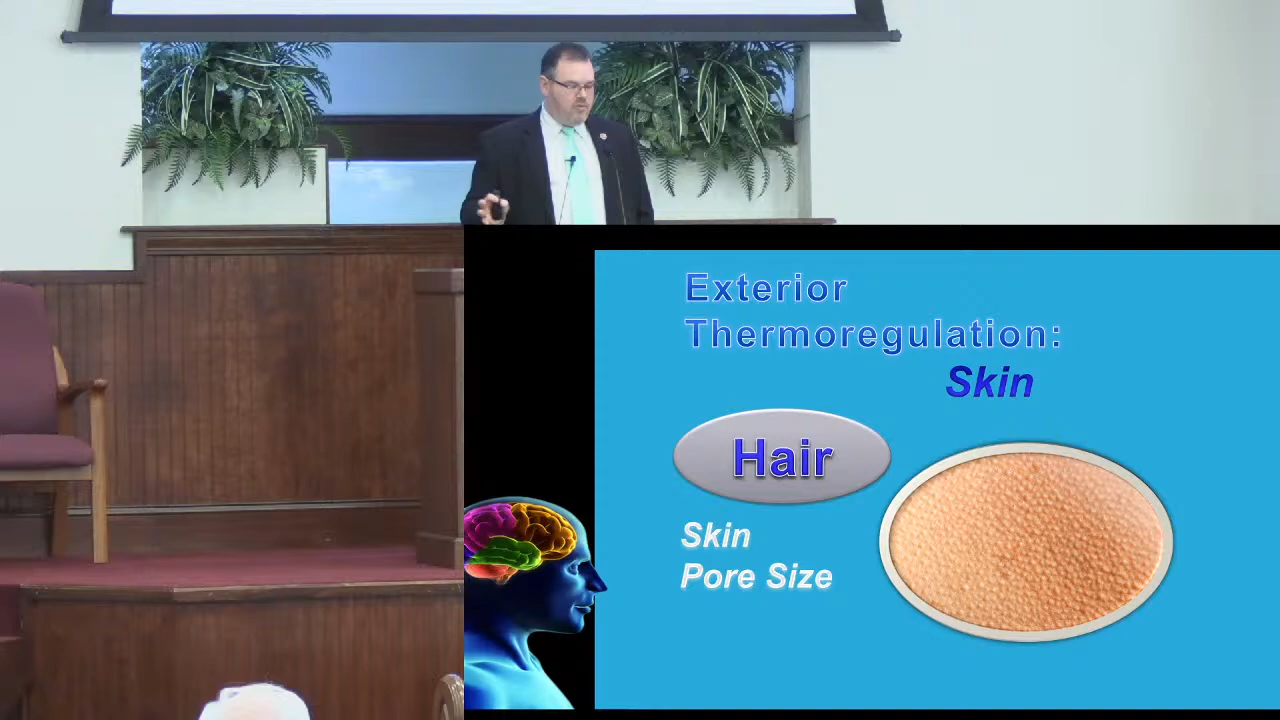 Exterior
Thermoregulation:
Skin
Hair
Skin
Pore Size